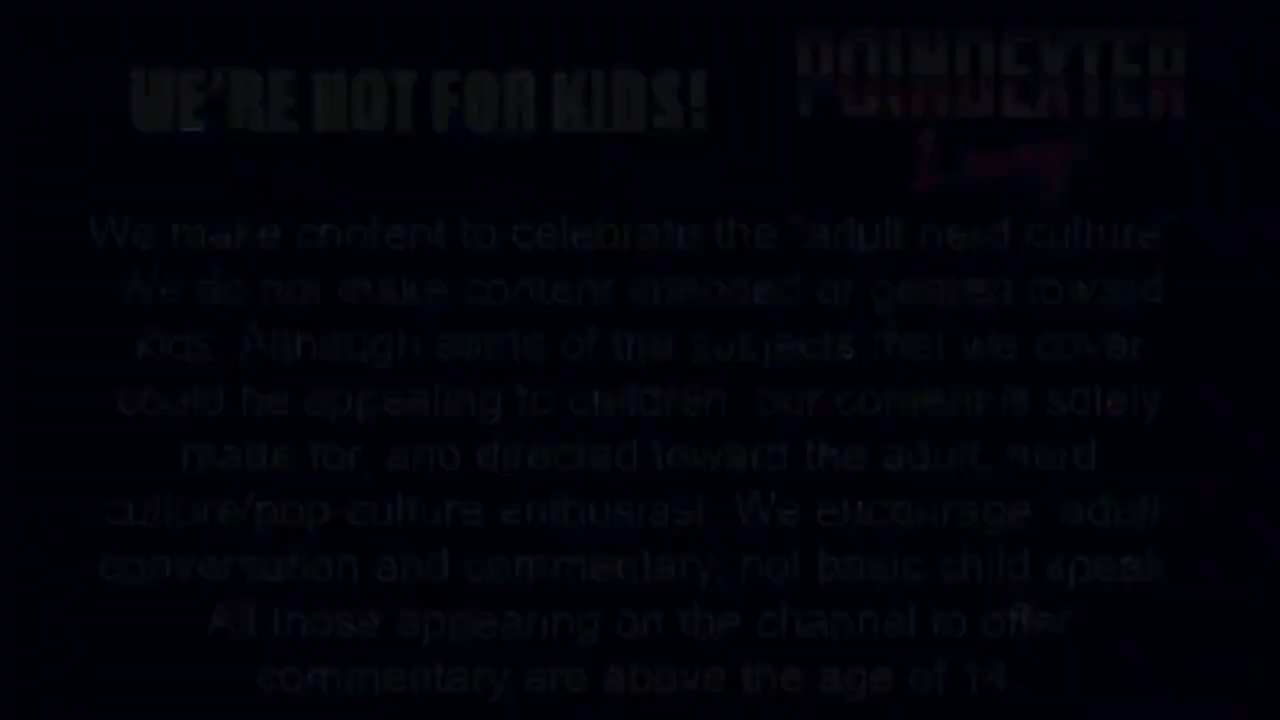 WE'RE NOT FOR KIDS!
POINDEXTER
We make content to celebrate the "adult nerd culture"
We do not make content intended or geared toward
kids. Although some of the subjects that we cover
could be appealing to children, our content is solely
made for, and directed toward the adult, nerd
culture/pop-culture enthusiast. We encourage, adult
conversation and commentary, not basic child speak
All those appearing on the channel to offer
commentary are above the age of 14.